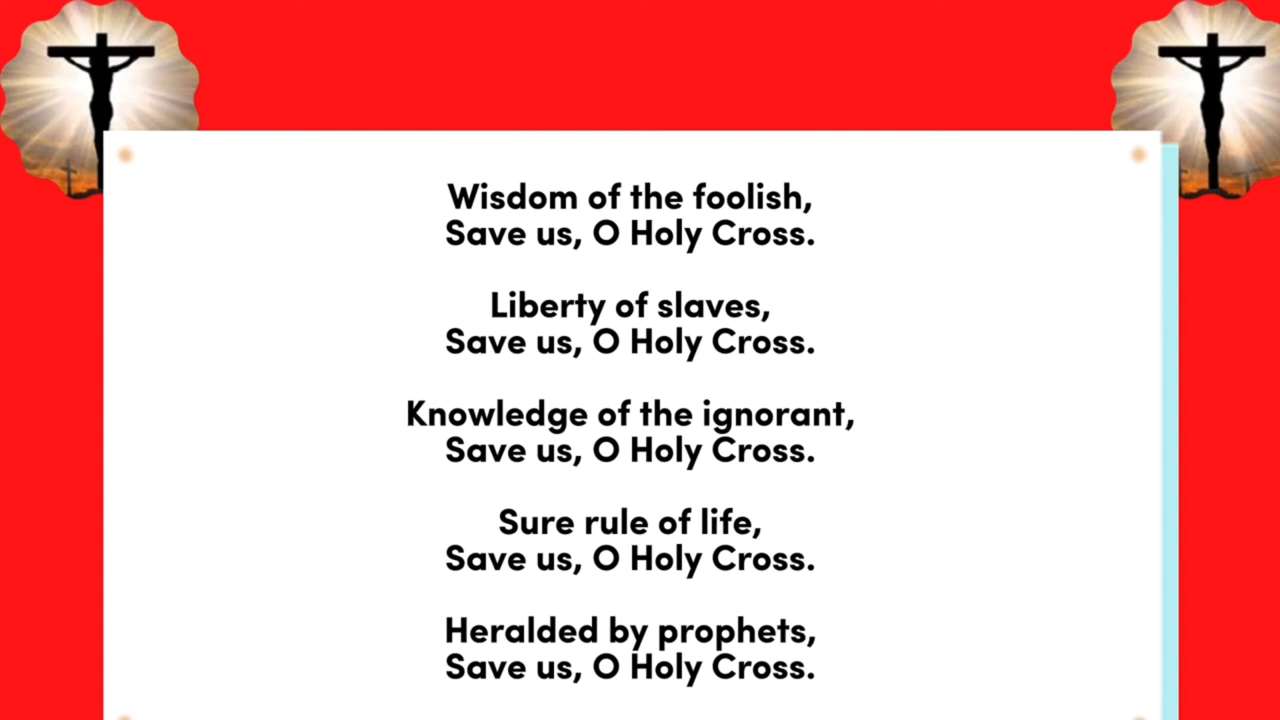 Wisdom of the foolish,
Save us, O Holy Cross.
Liberty of slaves,
Save us, O Holy Cross.
Knowledge of the ignorant,
Save us, O Holy Cross.
Sure rule of life,
Save us, O Holy Cross.
Heralded by prophets,
Save us, O Holy Cross.